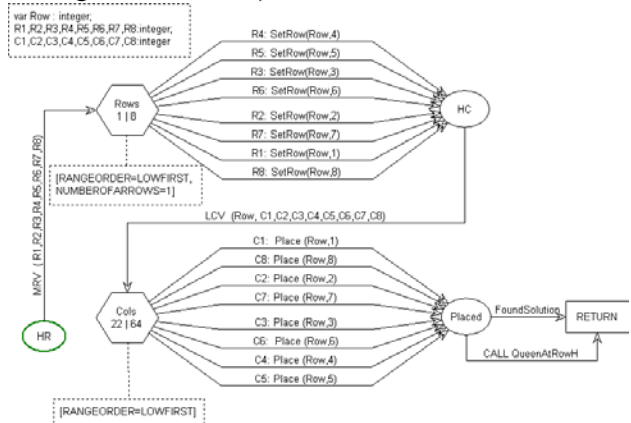 var Row : integer;
R1,R2,R3,R4,R5,R6,R7,R8:integer;
C1,C2,C3,C4,C5,C6,C7,C8:integer
R4: SetRow(Row,4)
R5: SetRow(Row,5)
R3: SetRow(Row,3)
R6: SetRow(Row,6)
R2: SetRow(Row,2)
R7: SetRow(Row,7)
R1: SetRow(Row,1)
R8: SetRow(Row,8)
Rows
1 | 8
HC
[RANGEORDER=LOWFIRST,
NUMBEROFARROWS=1]
MRV ( R1,R2,R3,R4,R5,R6,R7,R8)
LCV (Row, C1,C2,C3,C4,C5,C6,C7,C8)
C1: Place (Row,1)
C8: Place (Row,8)
C2: Place (Row,2)
C7: Place (Row,7)
C3: Place (Row,3)
C6: Place (Row,6)
C4: Place (Row,4)
C5: Place (Row,5)
Cols
22 | 64
HR
Placed
FoundSolution
RETURN
CALL QueenAtRowH
[RANGEORDER=LOWFIRST]